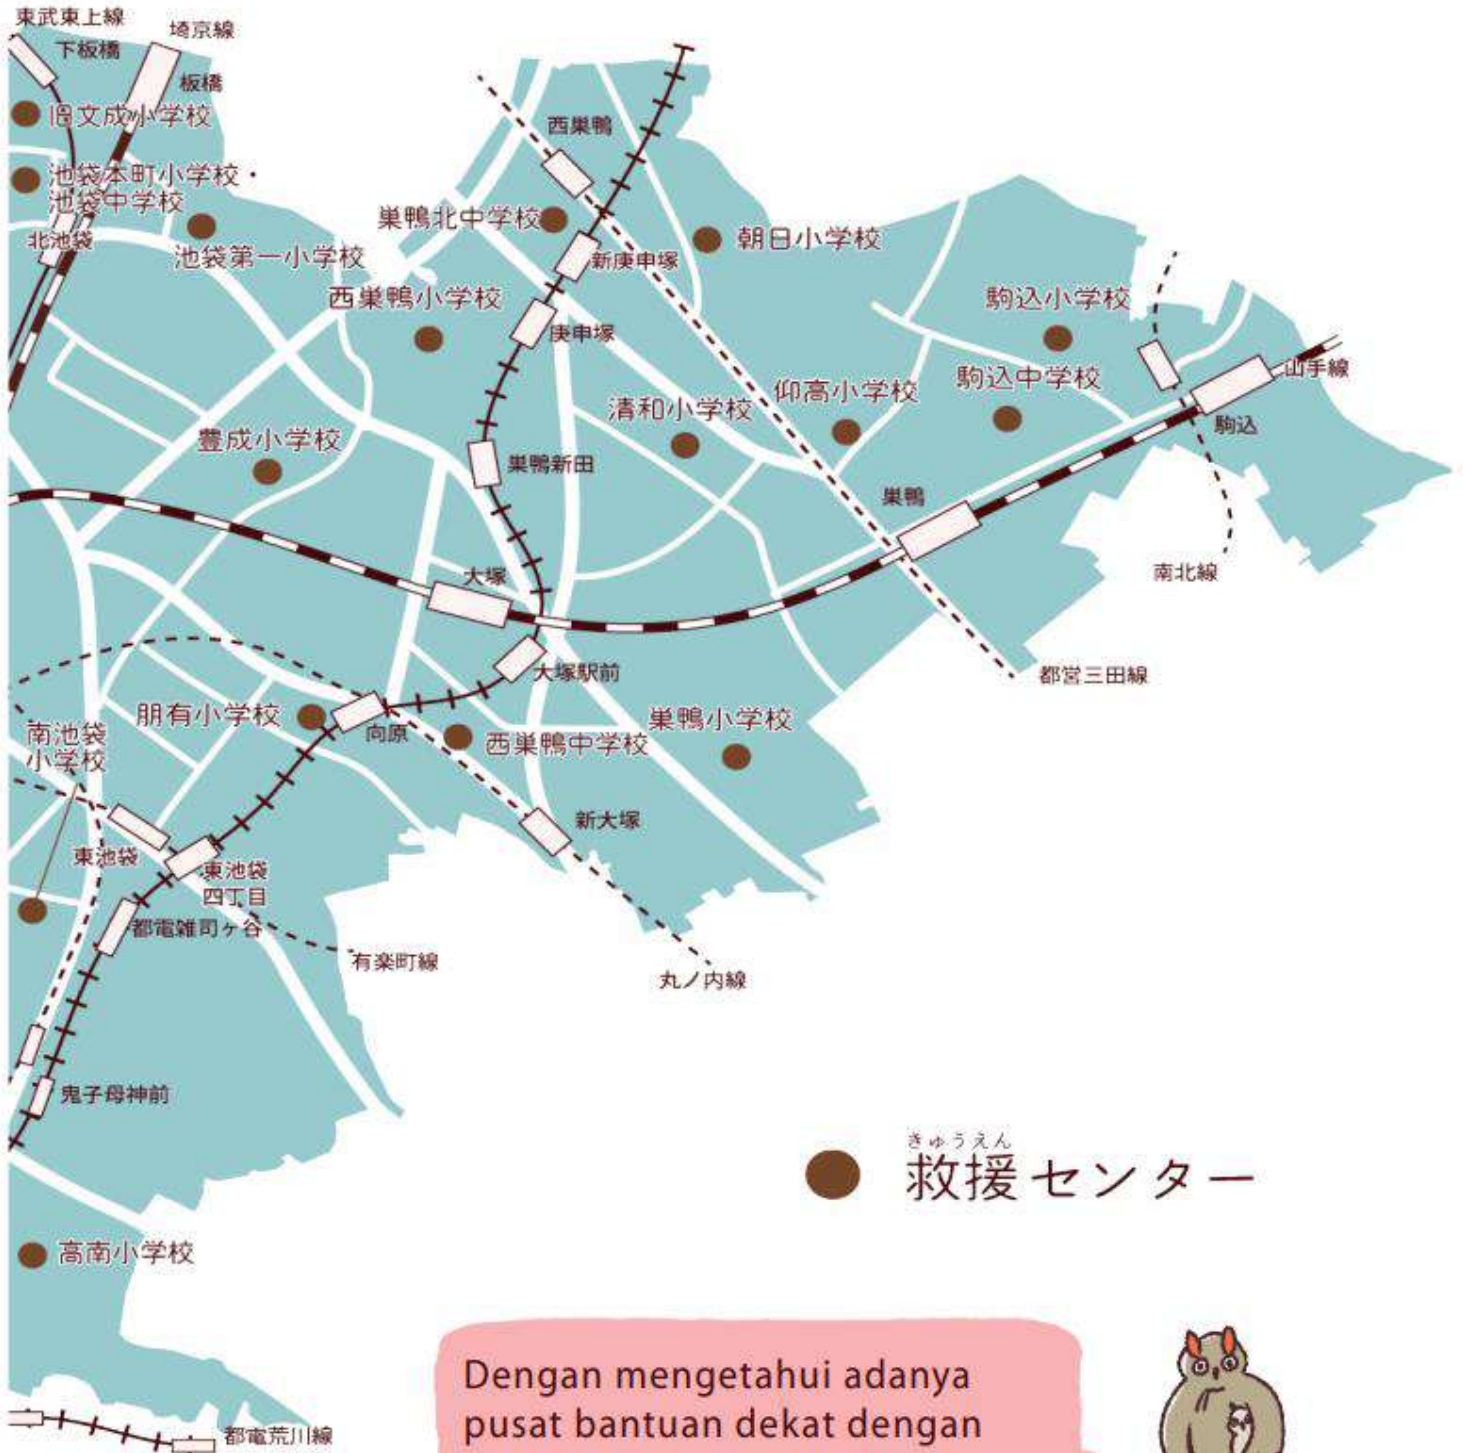 東武東上線
埼京線
下板橋
板橋
旧文成小学校
西巣鴨
池袋本町小学校・
池袋中学校
巣鴨北中学校
朝日小学校
北池袋
池袋第一小学校
新庚申塚
西巣鴨小学校
駒込小学校
庚申塚
山手線
駒込中学校
仰高小学校
清和小学校
駒込
豊成小学校
巣鴨新田
巣鴨
大塚
南北線
大塚駅前
都営三田線
朋有小学校
巣鴨小学校
南池袋
小学校
向原
西巣鴨中学校
新大塚
東池袋
東池袋
四丁目
都電雑司ヶ谷
有楽町線
丸ノ内線
鬼子母神前
きゅうえん
救援センター
高南小学校
Dengan mengetahui adanya
pusat bantuan dekat dengan
都電荒川線